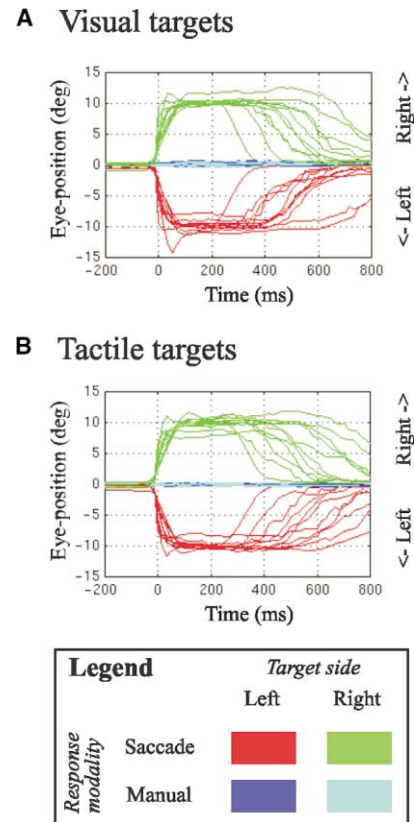 A Visual targets
15
10
5
0
-5
-10
-15
Eye-position (deg)
-200 0 200 400 600 800
Time (ms)
Right ->
<- Left
B Tactile targets
15
10
5
0
-5
-10
-15
Eye-position (deg)
-200 0 200 400 600 800
Time (ms)
Right ->
<- Left
Legend
Target side
Left Right
Response
modality
Saccade
Manual